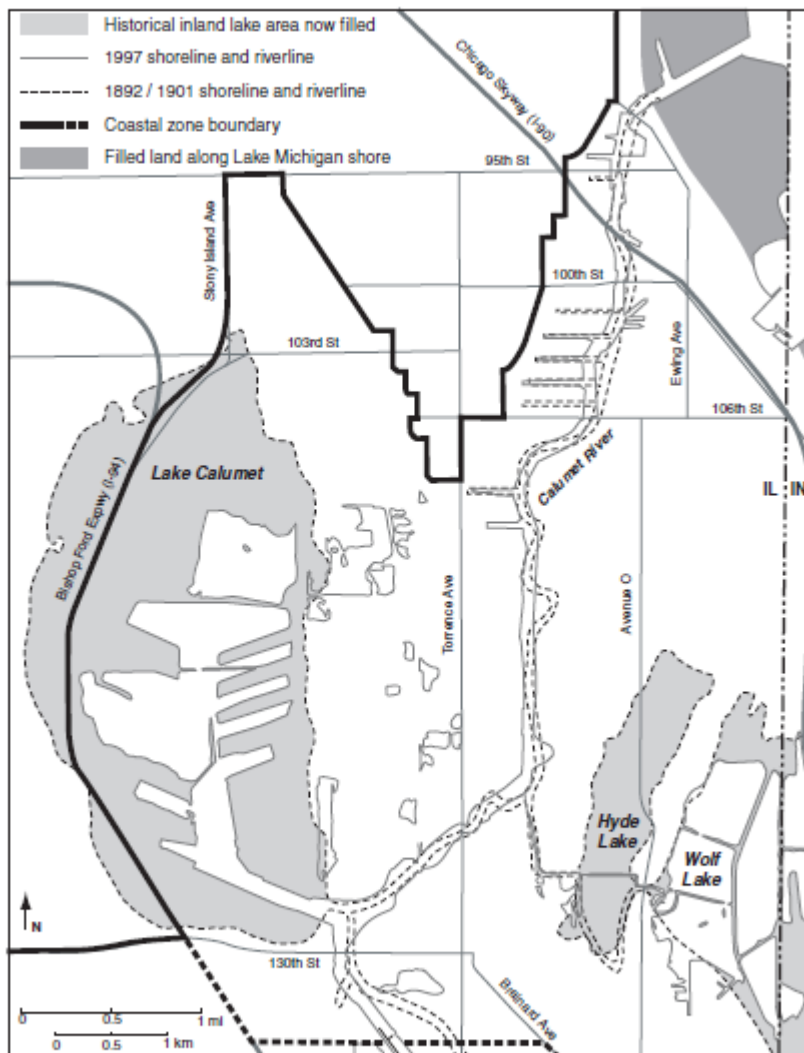 Historical inland lake area now filled
1997 shoreline and riverline
1892 / 1901 shoreline and riverline
Coastal zone boundary
Filled land along Lake Michigan shore
Chicago Skyway (I-90)
95th St
Stony Island Ave
100th St
103rd St
Ewing Ave
106th St
Lake Calumet
Calumet River
IL IN
Bishop Ford Expwy (I-94)
Torrence Ave
Avenue O
Hyde
Lake
Wolf
Lake
N
130th St
Brainard Ave
0 0.5 1 mi
0 0.5 1 km